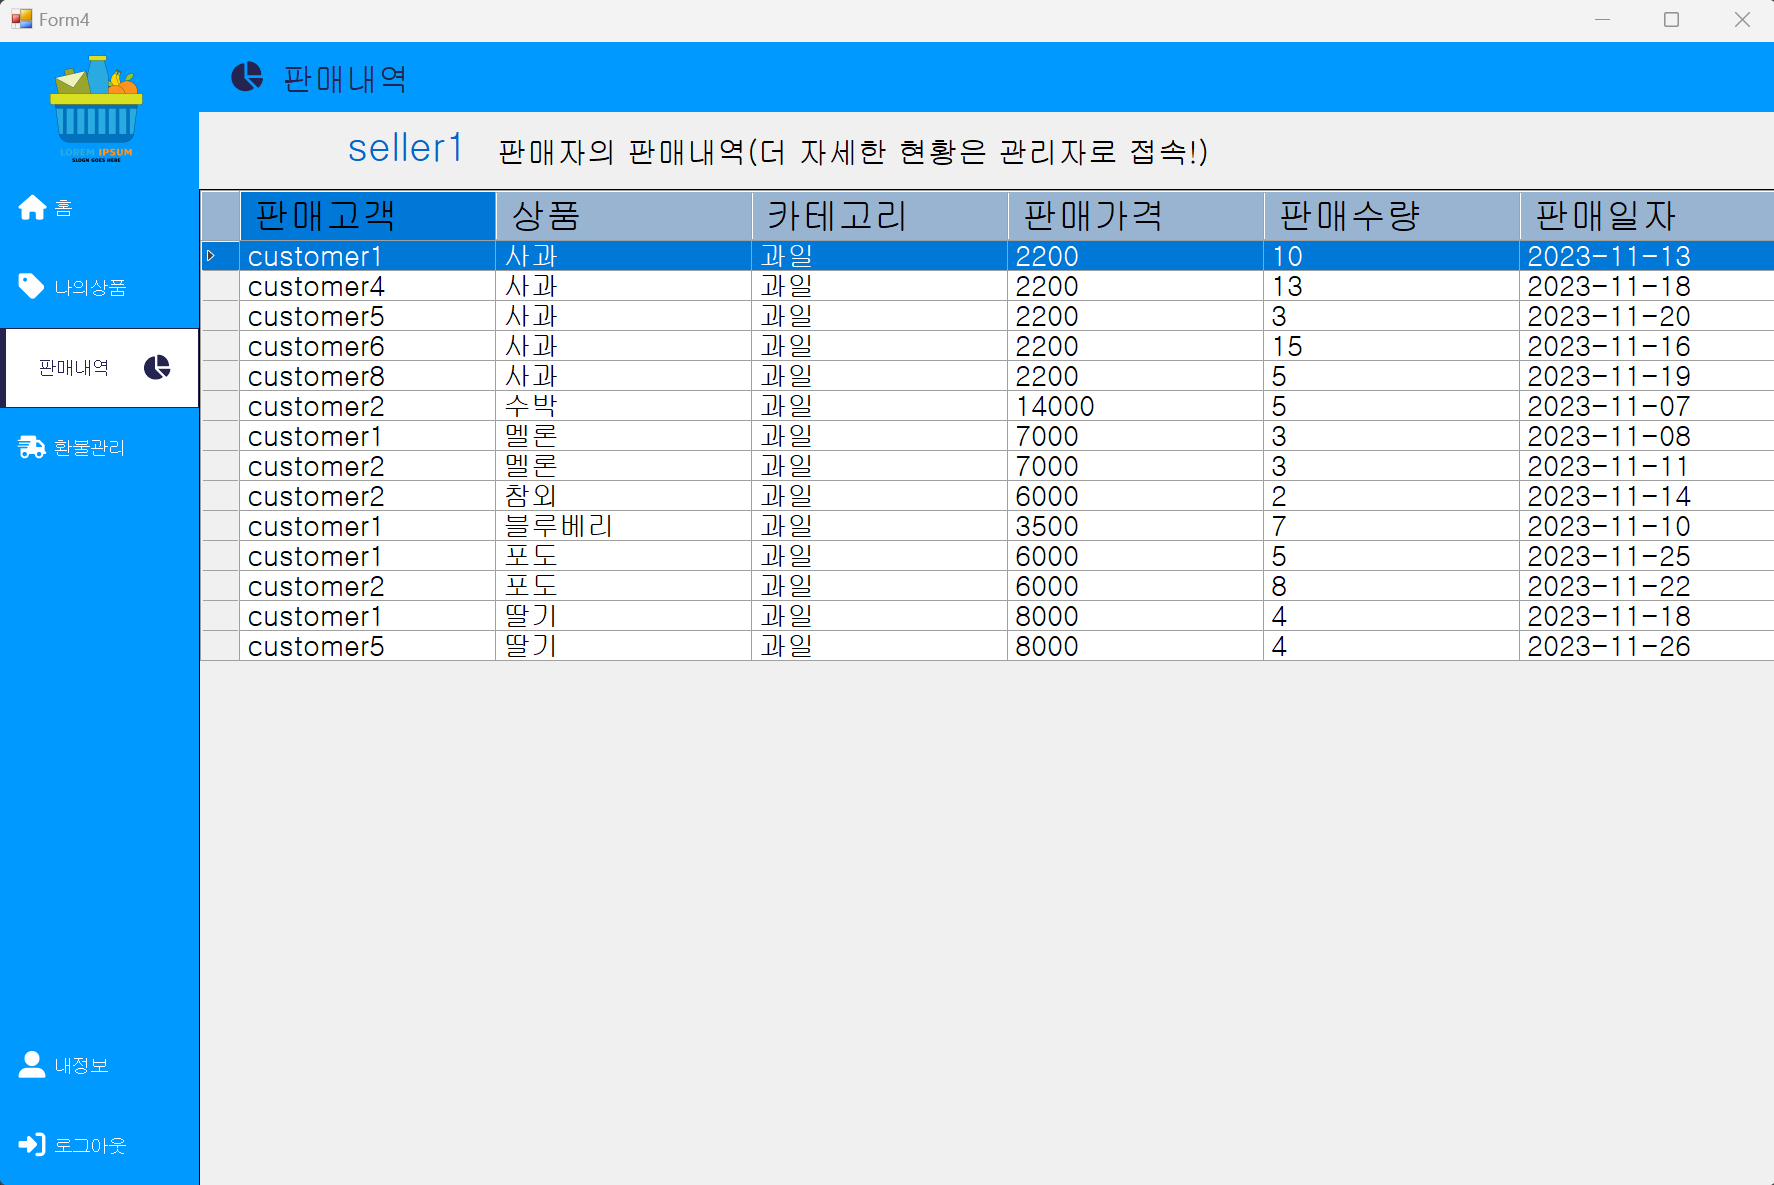 Form4
LOREM IPSUM
SLOGN GOES HERE
홈
나의상품
판매내역
환불관리
내정보
로그아웃
판매내역
seller1 판매자의 판매내역(더 자세한 현황은 관리자로 접속!)
판매고객 상품 카테고리 판매가격 판매수량 판매일자
customer1 사과 과일 2200 10 2023-11-13
customer4 사과 과일 2200 13 2023-11-18
customer5 사과 과일 2200 3 2023-11-20
customer6 사과 과일 2200 15 2023-11-16
customer8 사과 과일 2200 5 2023-11-19
customer2 수박 과일 14000 5 2023-11-07
customer1 멜론 과일 7000 3 2023-11-08
customer2 멜론 과일 7000 3 2023-11-11
customer2 참외 과일 6000 2 2023-11-14
customer1 블루베리 과일 3500 7 2023-11-10
customer1 포도 과일 6000 5 2023-11-25
customer2 포도 과일 6000 8 2023-11-22
customer1 딸기 과일 8000 4 2023-11-18
customer5 딸기 과일 8000 4 2023-11-26